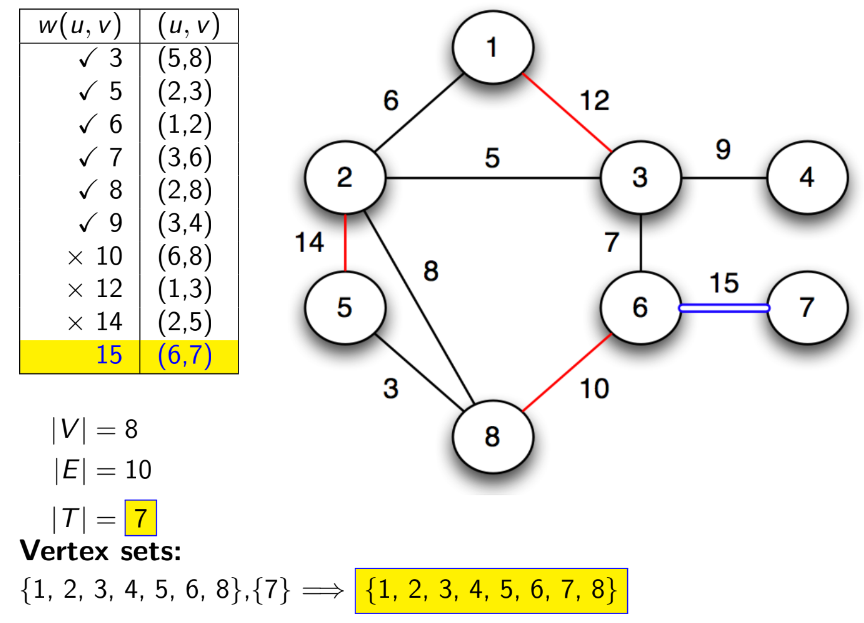 w(u, v) (u, v)
✓ 3 (5,8)
✓ 5 (2,3)
✓ 6 (1,2)
✓ 7 (3,6)
✓ 8 (2,8)
✓ 9 (3,4)
× 10 (6,8)
× 12 (1,3)
× 14 (2,5)
15 (6,7)
|V| = 8
|E| = 10
|T| = 7
Vertex sets:
{1, 2, 3, 4, 5, 6, 8},{7} ⟹ {1, 2, 3, 4, 5, 6, 7, 8}
1
6 12
5 9
2 3 4
14 8 7 15
5 6 7
3 10
8